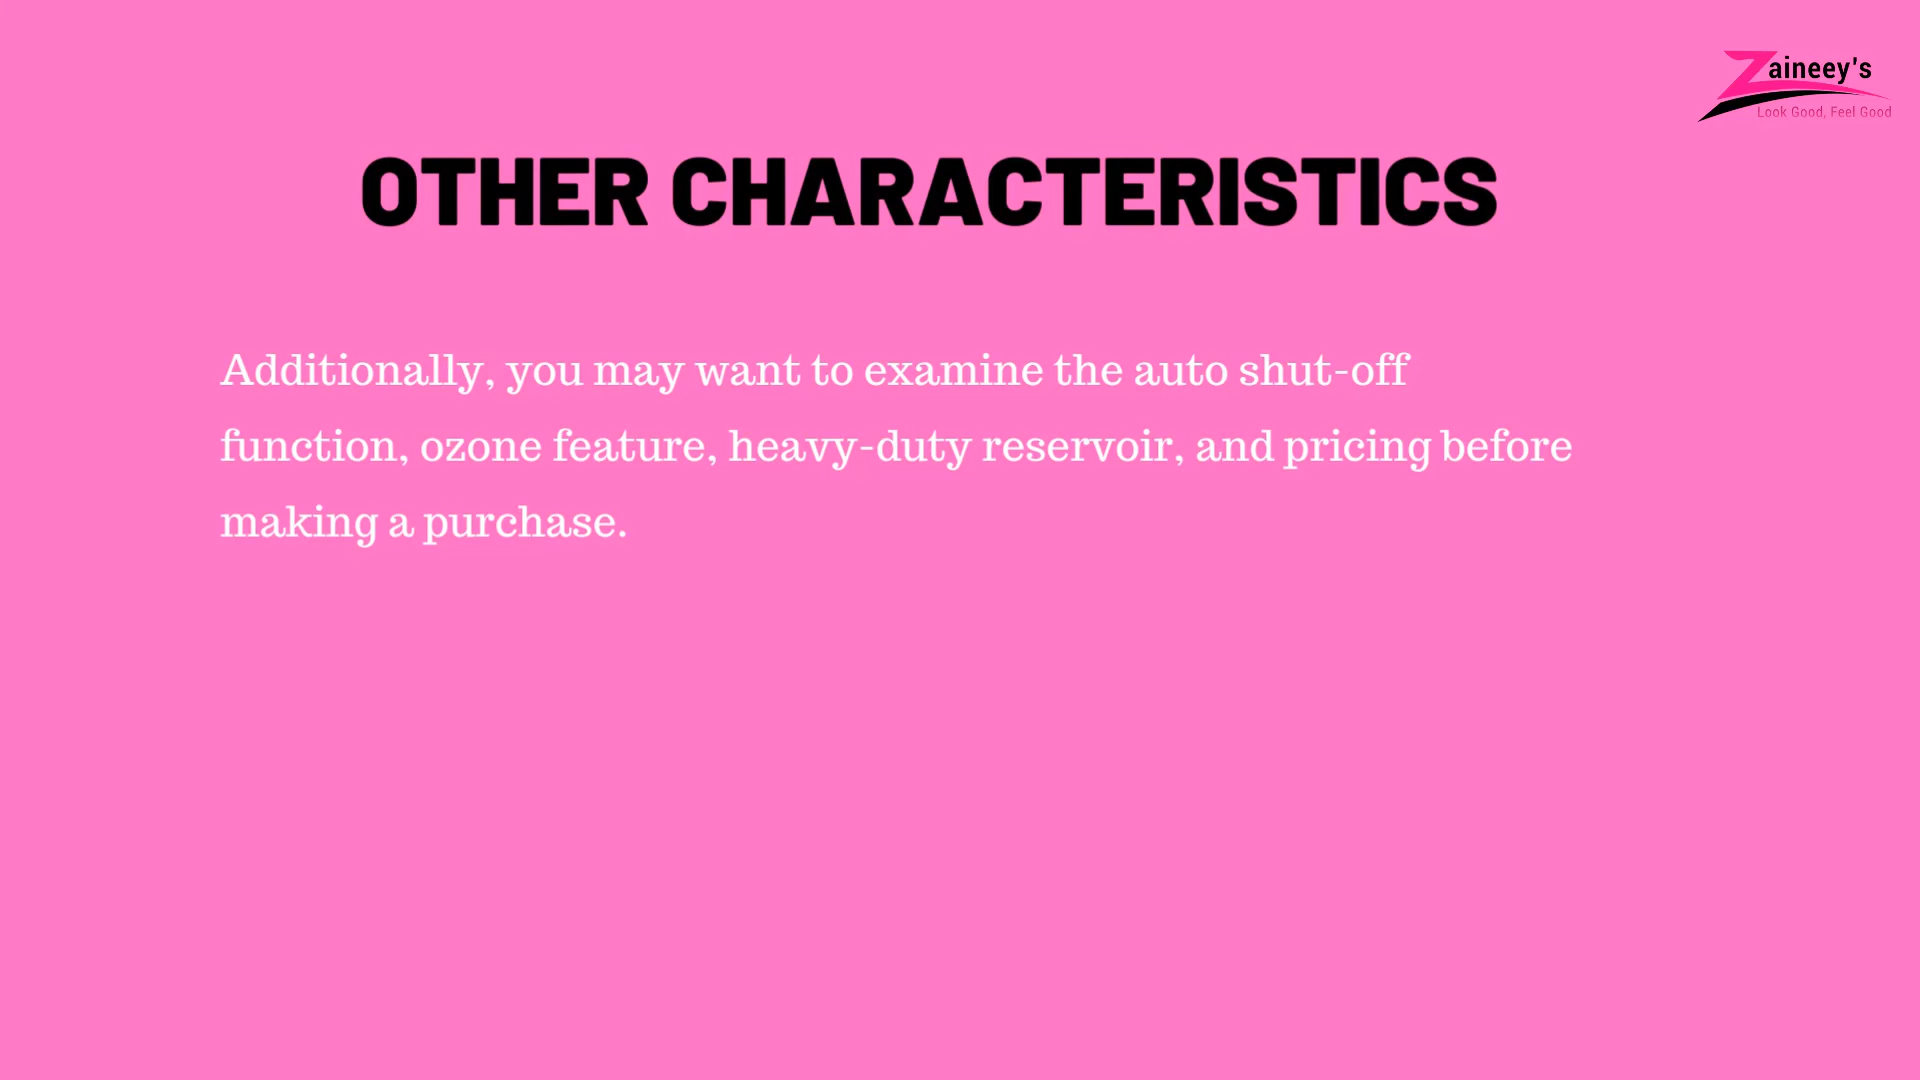 Zaineey's
Look Good, Feel Good
OTHER CHARACTERISTICS
Additionally, you may want to examine the auto shut-off
function, ozone feature, heavy-duty reservoir, and pricing before
making a purchase.